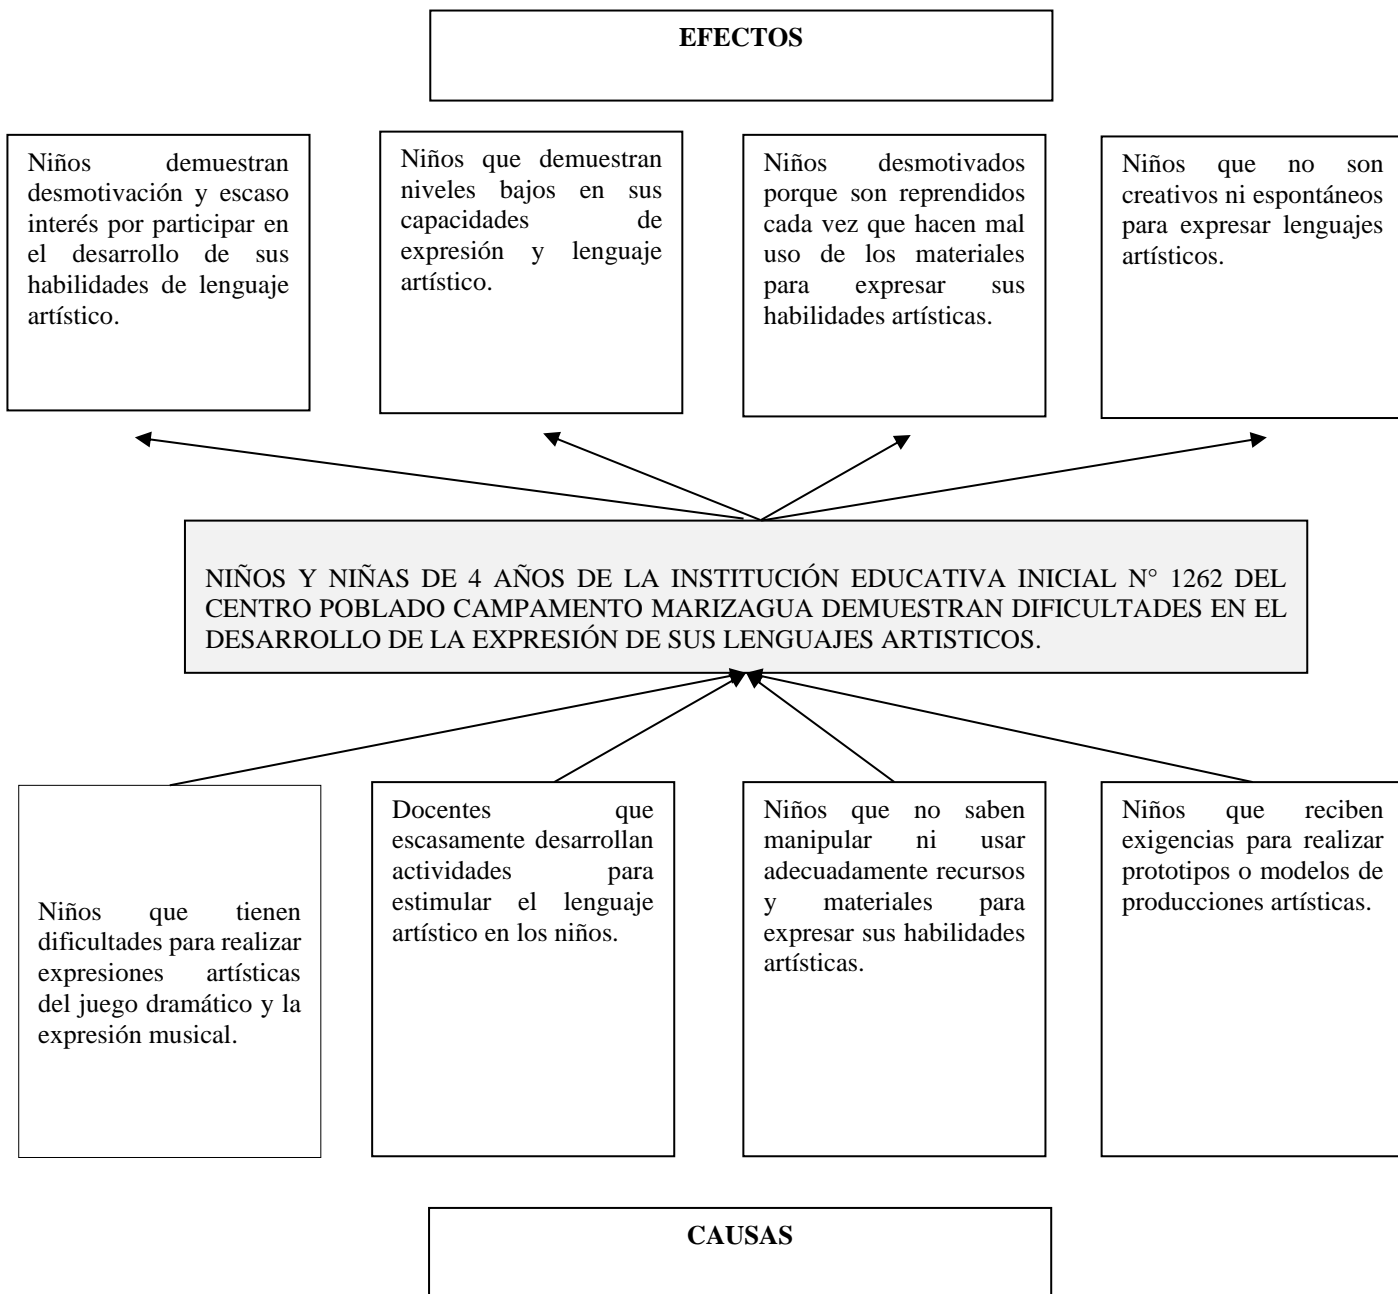 EFECTOS
Niños demuestran
desmotivación y escaso
interés por participar en
el desarrollo de sus
habilidades de lenguaje
artístico.
Niños que demuestran
niveles bajos en sus
capacidades de
expresión y lenguaje
artístico.
Niños desmotivados
porque son reprendidos
cada vez que hacen mal
uso de los materiales
para expresar sus
habilidades artísticas.
Niños que no son
creativos ni espontáneos
para expresar lenguajes
artísticos.
NIÑOS Y NIÑAS DE 4 AÑOS DE LA INSTITUCIÓN EDUCATIVA INICIAL N° 1262 DEL
CENTRO POBLADO CAMPAMENTO MARIZAGUA DEMUESTRAN DIFICULTADES EN EL
DESARROLLO DE LA EXPRESIÓN DE SUS LENGUAJES ARTISTICOS.
Niños que tienen
dificultades para realizar
expresiones artísticas
del juego dramático y la
expresión musical.
Docentes que
escasamente desarrollan
actividades para
estimular el lenguaje
artístico en los niños.
Niños que no saben
manipular ni usar
adecuadamente recursos
y materiales para
expresar sus habilidades
artísticas.
Niños que reciben
exigencias para realizar
prototipos o modelos de
producciones artísticas.
CAUSAS